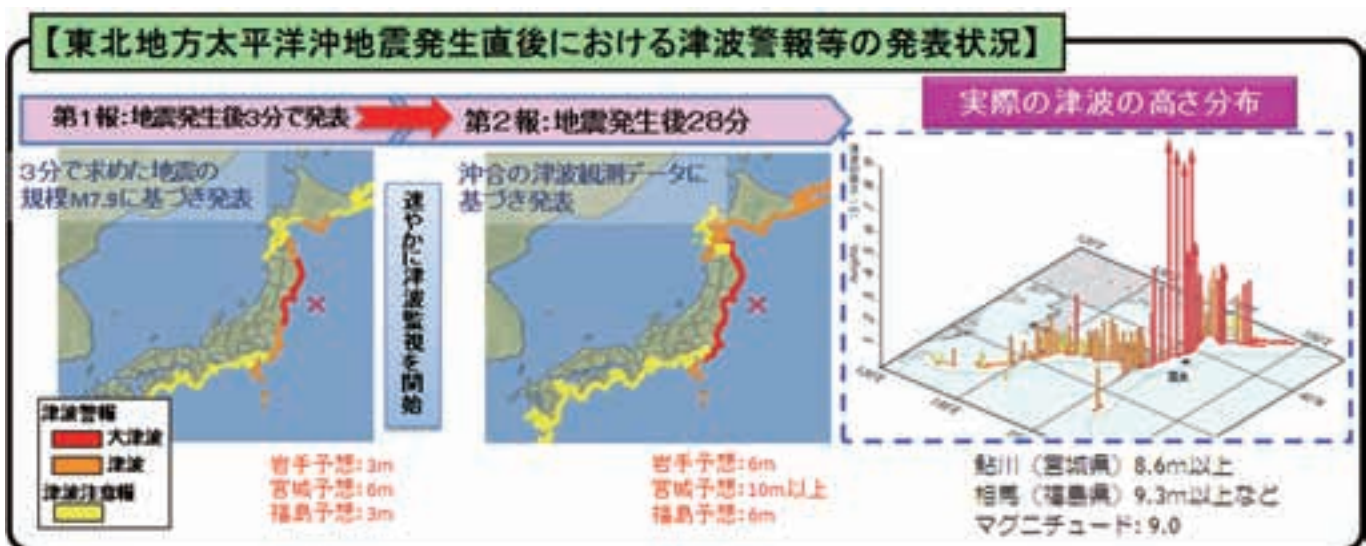 【東北地方太平洋沖地震発生直後における津波警報等の発表状況】
第1報:地震発生後3分で発表
第2報:地震発生後28分
実際の津波の高さ分布
3分で求めた地震の
規模M7.9に基づき発表
速やかに津波監視を開始
沖合の津波観測データに
基づき発表
津波警報
大津波
津波
津波注意報
岩手予想:3m
宮城予想:6m
福島予想:3m
岩手予想:6m
宮城予想:10m以上
福島予想:6m
鮎川（宮城県）8.6m以上
相馬（福島県）9.3m以上など
マグニチュード:9.0